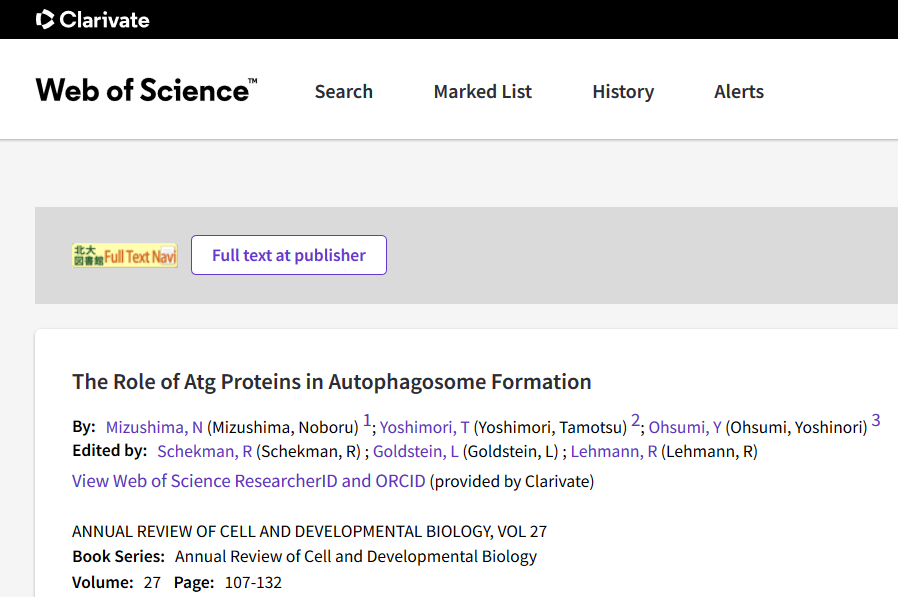 Clarivate
Web of Science™ Search Marked List History Alerts
北大
図書館 Full Text Navi Full text at publisher
The Role of Atg Proteins in Autophagosome Formation
By: Mizushima, N (Mizushima, Noboru) 1; Yoshimori, T (Yoshimori, Tamotsu) 2; Ohsumi, Y (Ohsumi, Yoshinori) 3
Edited by: Schekman, R (Schekman, R) ; Goldstein, L (Goldstein, L) ; Lehmann, R (Lehmann, R)
View Web of Science ResearcherID and ORCID (provided by Clarivate)
ANNUAL REVIEW OF CELL AND DEVELOPMENTAL BIOLOGY, VOL 27
Book Series: Annual Review of Cell and Developmental Biology
Volume: 27 Page: 107-132